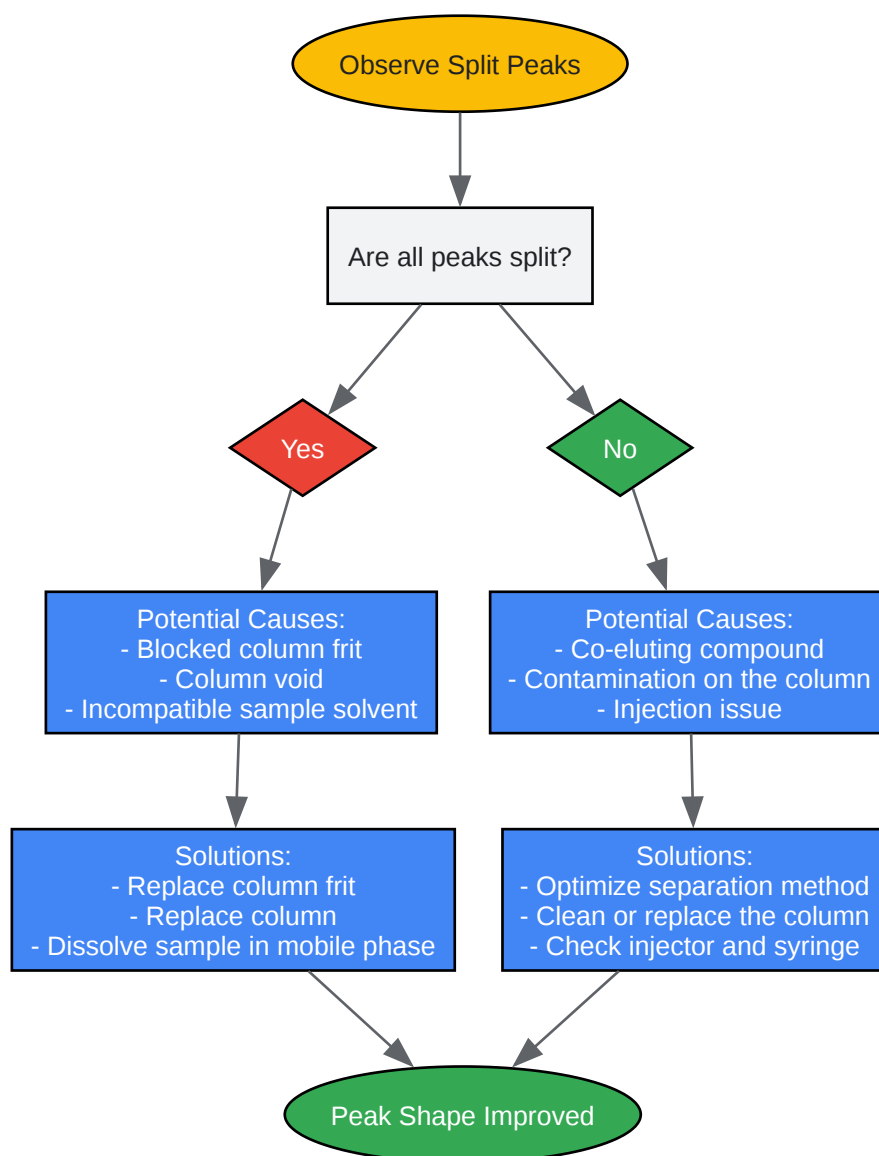 Observe Split Peaks
Are all peaks split?
Yes
No
Potential Causes:
- Blocked column frit
- Column void
- Incompatible sample solvent
Potential Causes:
- Co-eluting compound
- Contamination on the column
- Injection issue
Solutions:
- Replace column frit
- Replace column
- Dissolve sample in mobile phase
Solutions:
- Optimize separation method
- Clean or replace the column
- Check injector and syringe
Peak Shape Improved